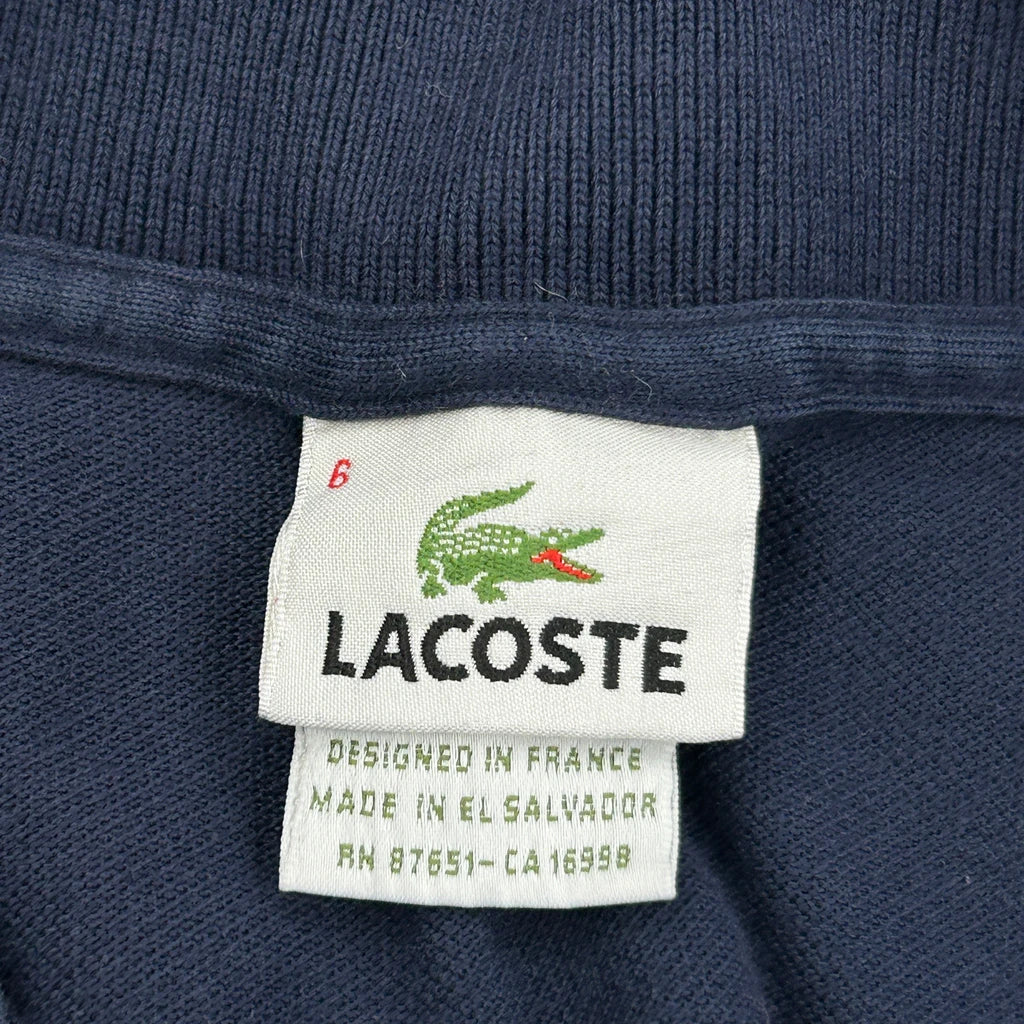 6
LACOSTE
DESIGNED IN FRANCE
MADE IN EL SALVADOR
RN 87651-CA 16998